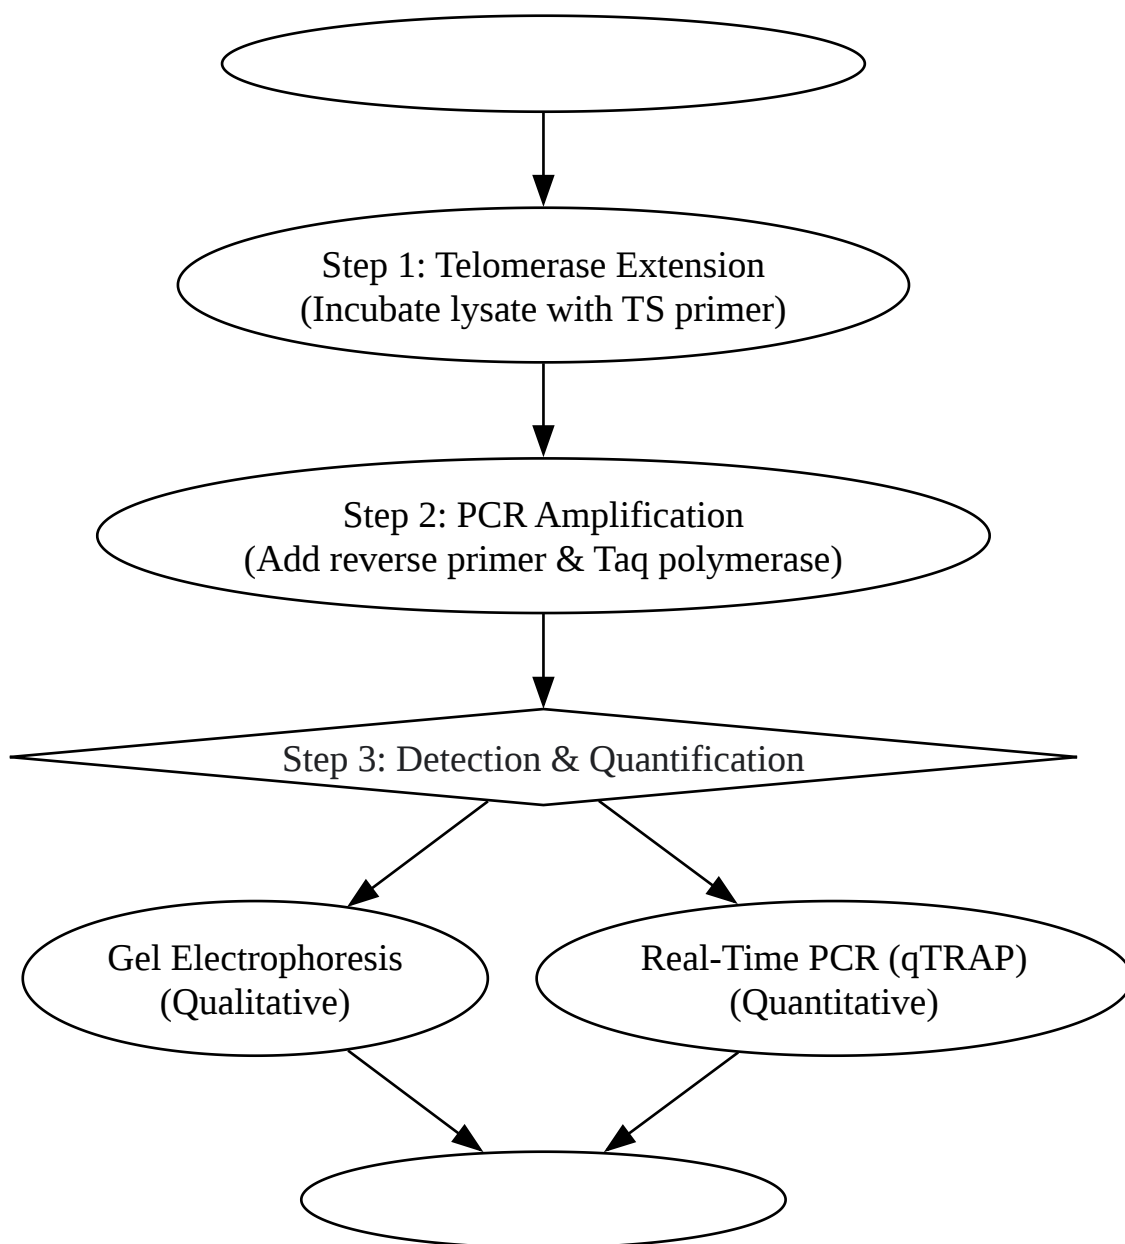 Step 1: Telomerase Extension
(Incubate lysate with TS primer)
Step 2: PCR Amplification
(Add reverse primer & Taq polymerase)
Step 3: Detection & Quantification
Gel Electrophoresis
(Qualitative)
Real-Time PCR (qTRAP)
(Quantitative)